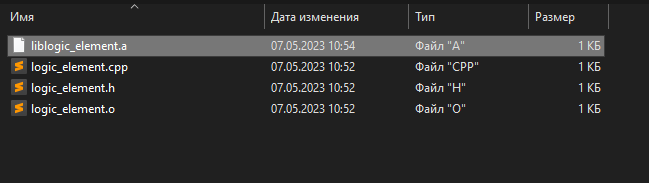 Имя Дата изменения Тип Размер
liblogic_element.a 07.05.2023 10:54 Файл "A" 1 КБ
logic_element.cpp 07.05.2023 10:52 Файл "CPP" 1 КБ
logic_element.h 07.05.2023 10:52 Файл "H" 1 КБ
logic_element.o 07.05.2023 10:52 Файл "O" 1 КБ